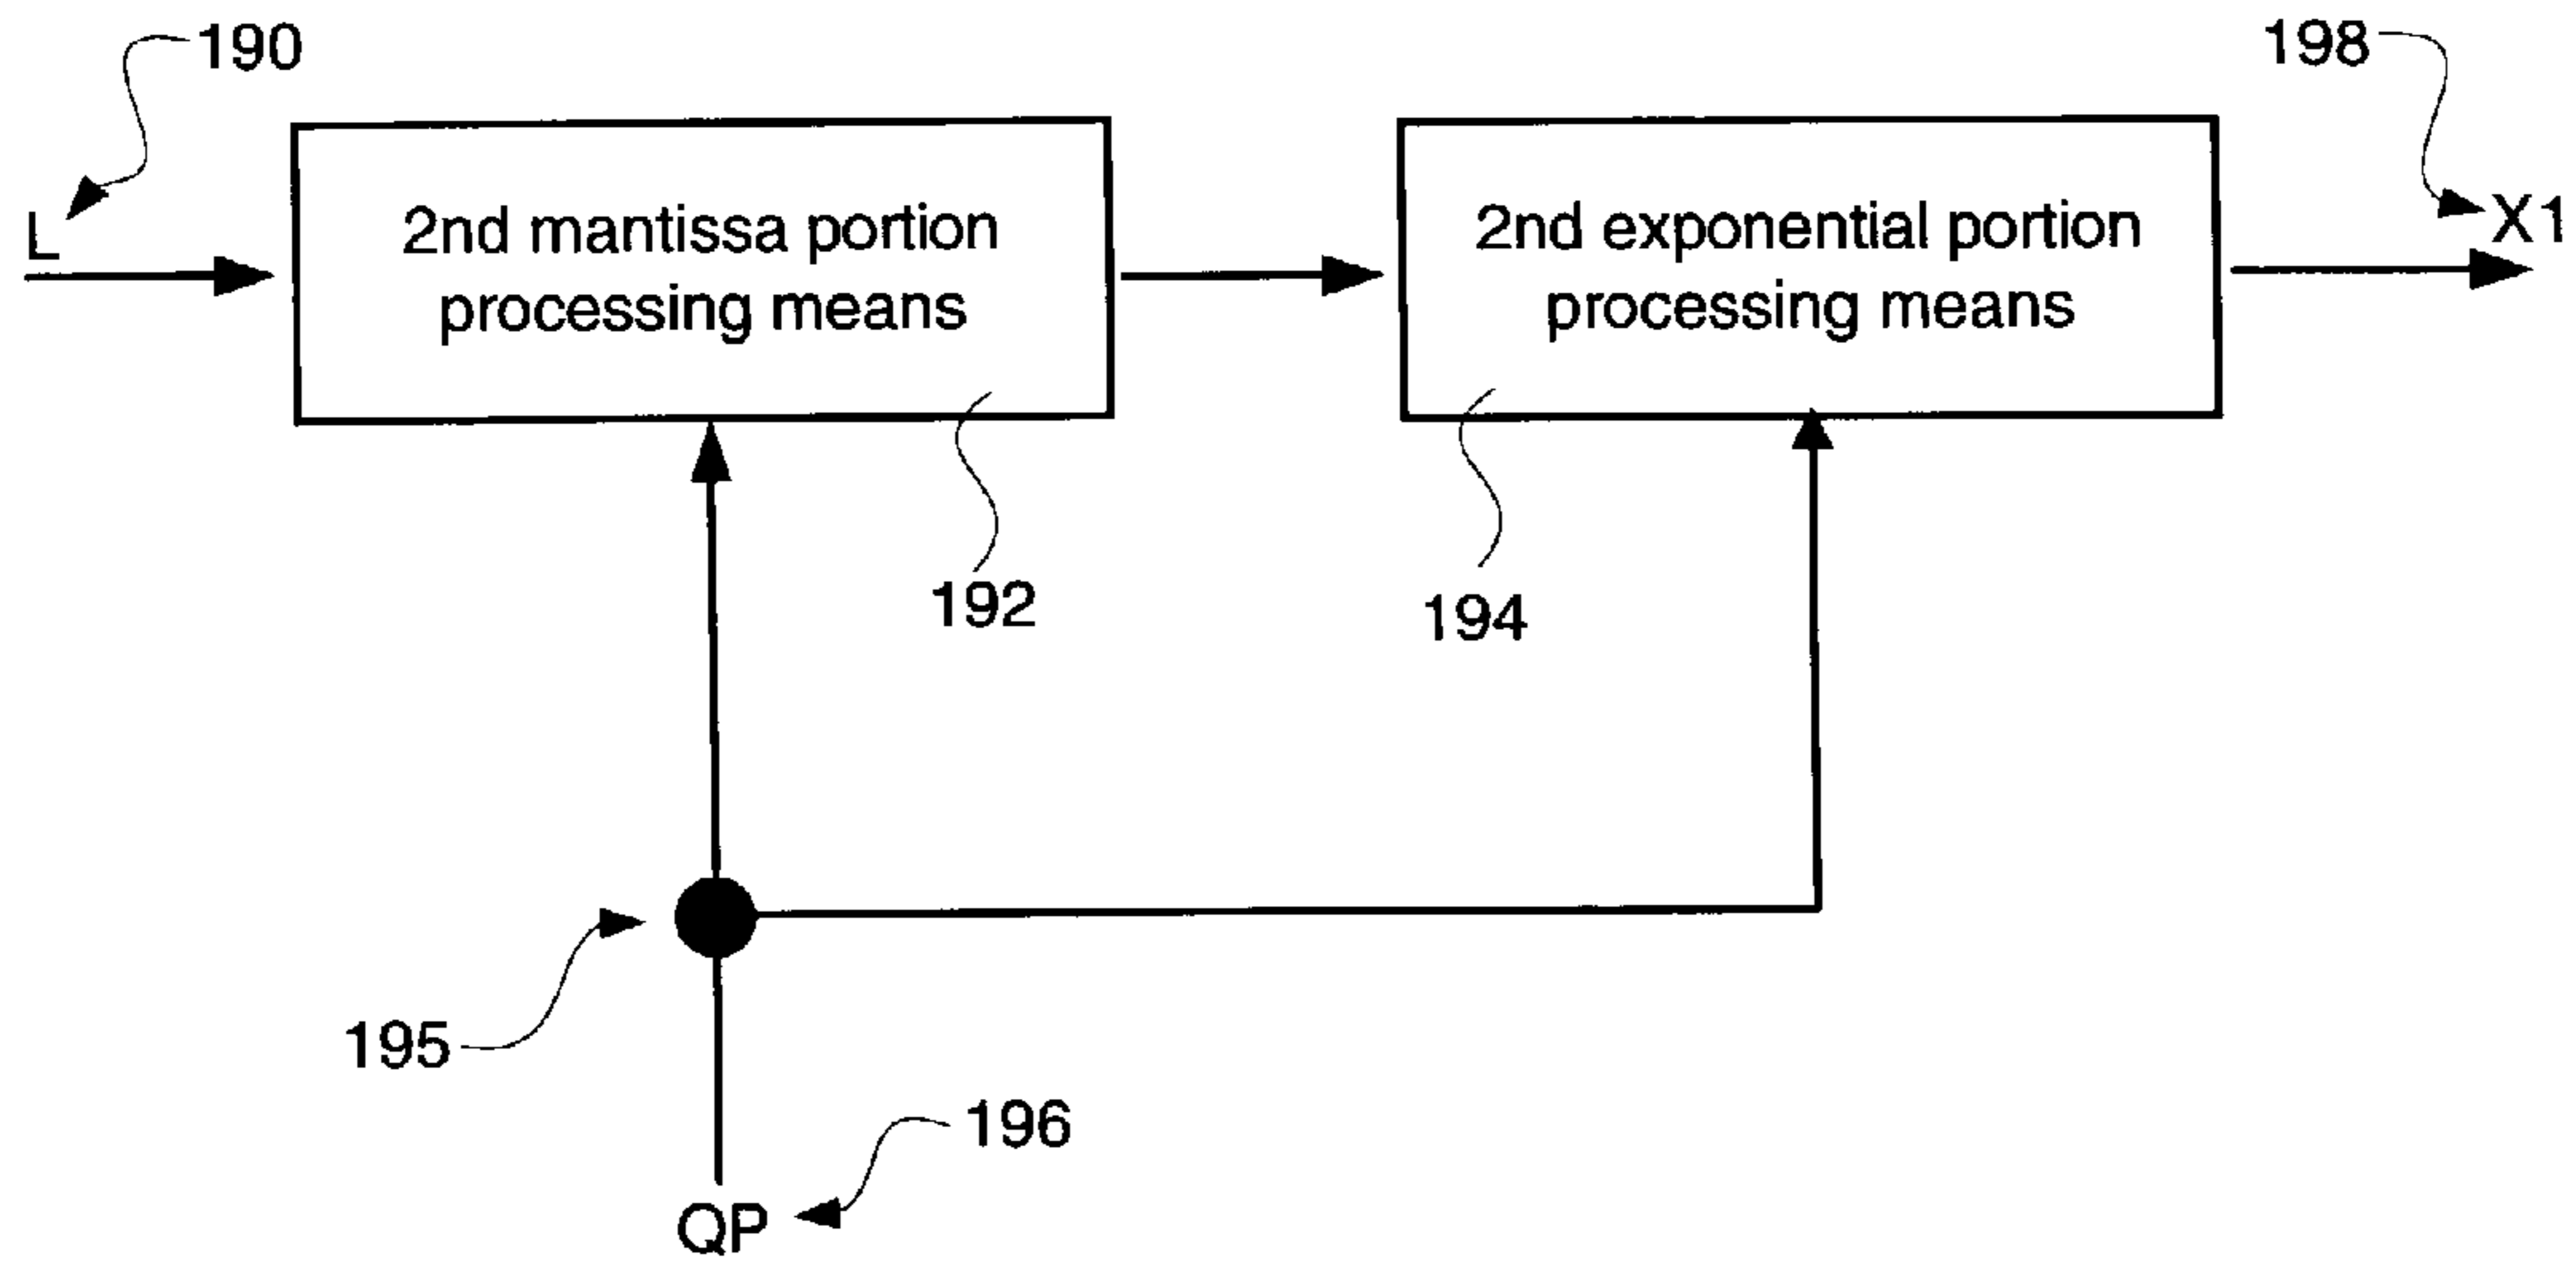 190
198
L
2nd mantissa portion
processing means
2nd exponential portion
processing means
X1
192
194
195
196
QP